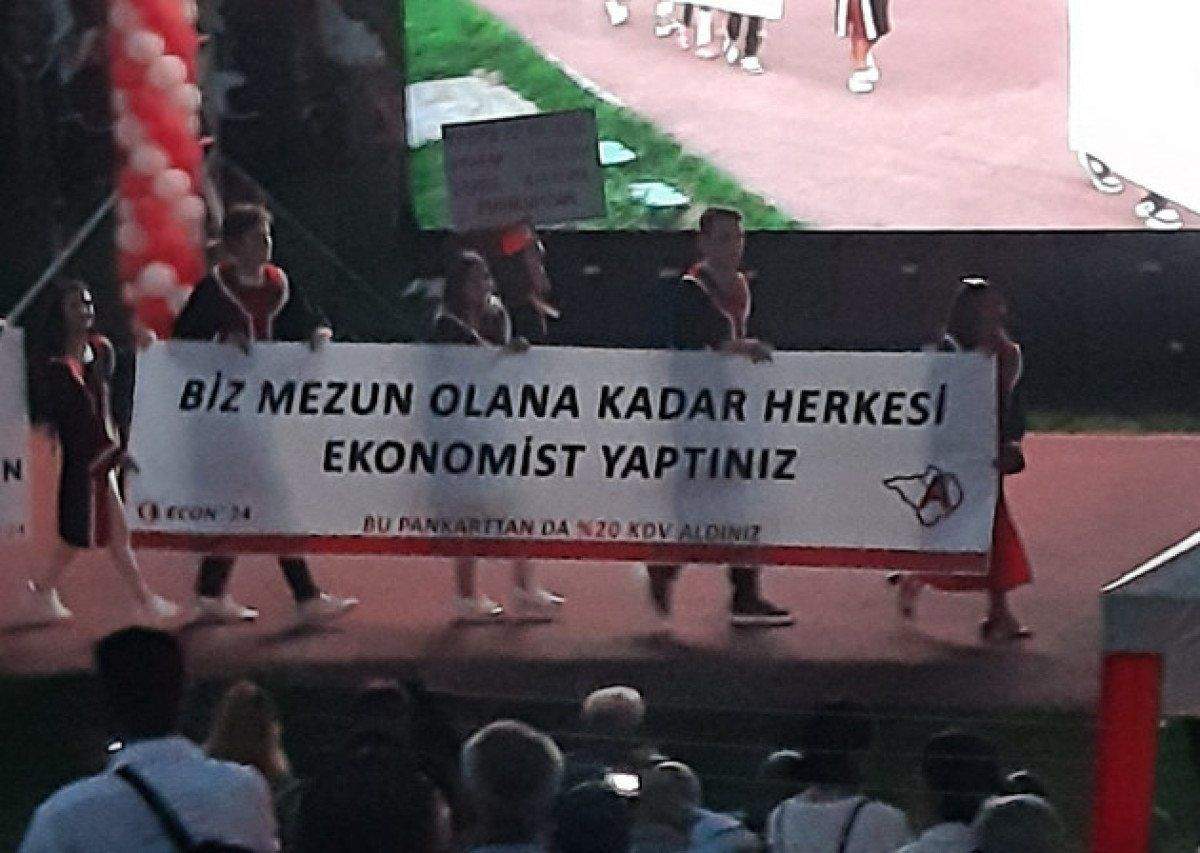 BİZ MEZUN OLANA KADAR HERKESİ
EKONOMİST YAPTINIZ
ECON'24
BU PANKARTTAN DA %20 KDV ALDINIZ
A
N